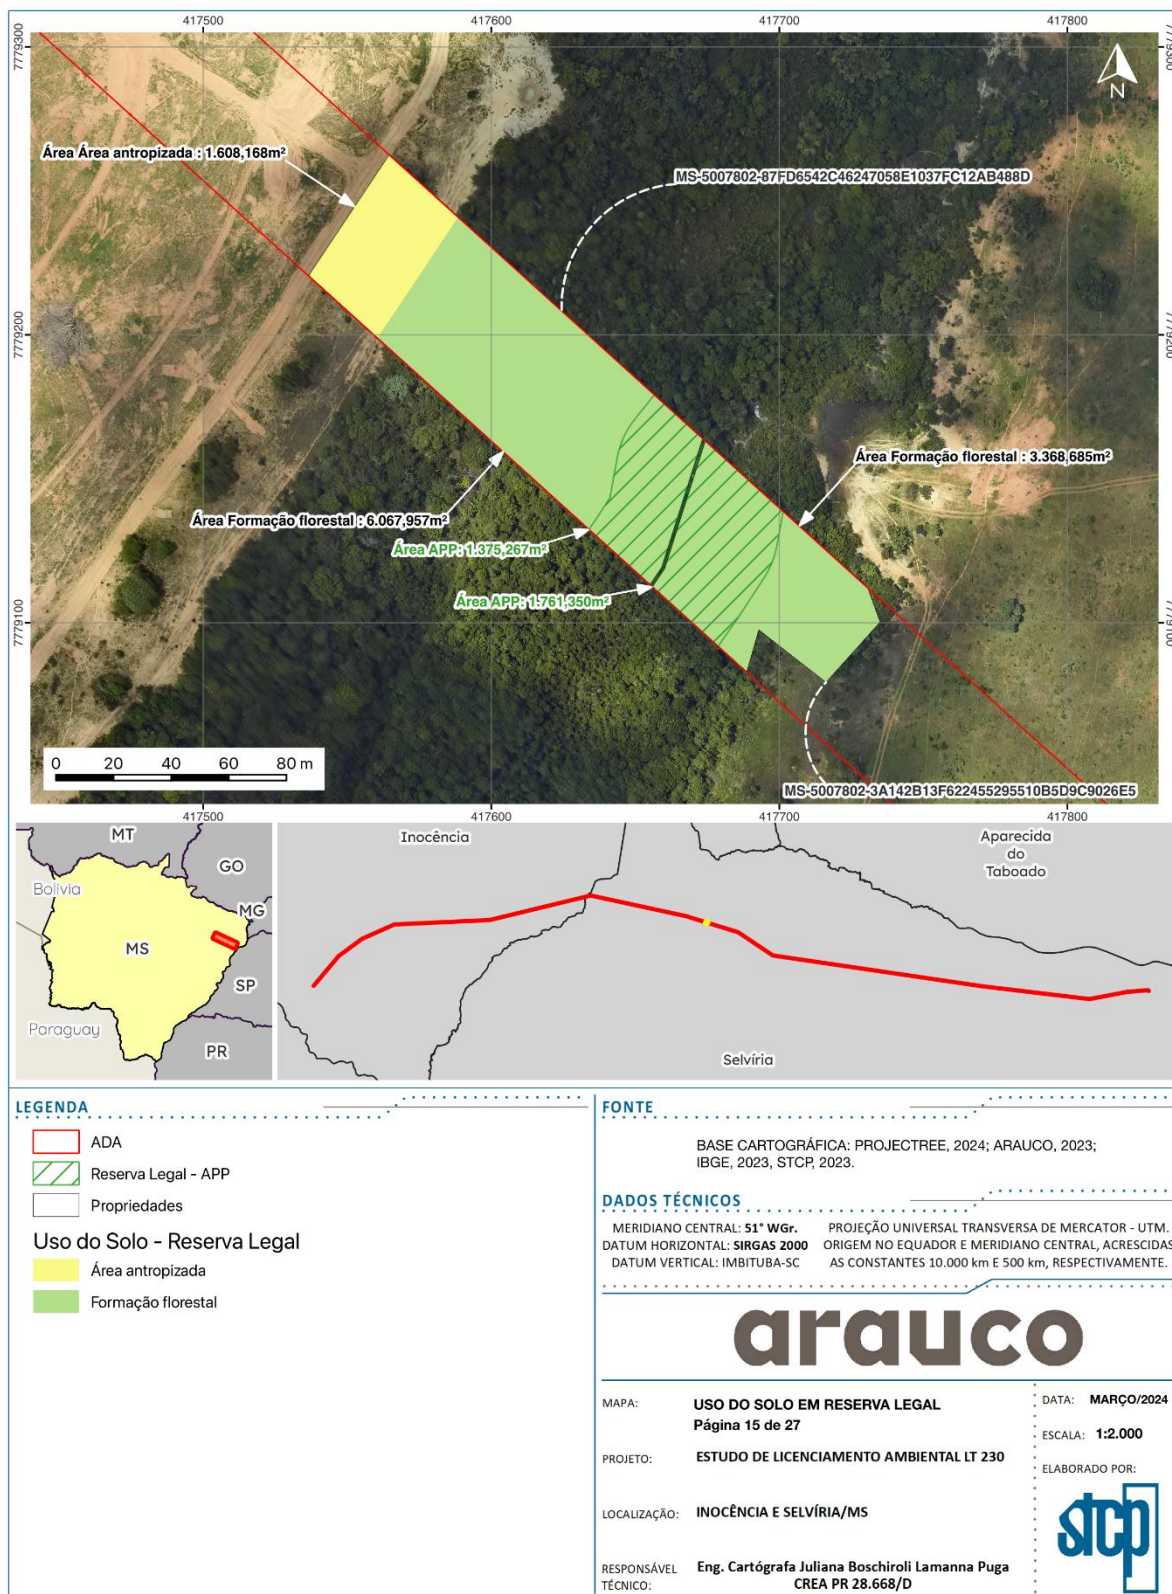 417500 417600 417700 417800
7779300
7779300
Área Área antropizada : 1.608,168m²
N
MS-5007802-87FD6542C46247058E1037FC12AB488D
7779200
7779200
Área Formação florestal : 3.368,685m²
Área Formação florestal : 6.067,957m²
Área APP: 1.375,267m²
Área APP: 1.761,350m²
7779100
7779100
0 20 40 60 80 m
MS-5007802-3A142B13F622455295510B5D9C9026E5
417500 417600 417700 417800
MT
GO
Bolivia
MG
MS
SP
Paraguay
PR
Inocência
Aparecida
do
Taboado
Selvíria
LEGENDA
ADA
Reserva Legal - APP
Propriedades
Uso do Solo - Reserva Legal
Área antropizada
Formação florestal
FONTE
BASE CARTOGRÁFICA: PROJECTREE, 2024; ARAUCO, 2023;
IBGE, 2023, STCP, 2023.
DADOS TÉCNICOS
MERIDIANO CENTRAL: 51° WGr.
DATUM HORIZONTAL: SIRGAS 2000
DATUM VERTICAL: IMBITUBA-SC
PROJEÇÃO UNIVERSAL TRANSVERSA DE MERCATOR - UTM.
ORIGEM NO EQUADOR E MERIDIANO CENTRAL, ACRESCIDAS
AS CONSTANTES 10.000 km E 500 km, RESPECTIVAMENTE.
arauco
MAPA: USO DO SOLO EM RESERVA LEGAL
Página 15 de 27
PROJETO: ESTUDO DE LICENCIAMENTO AMBIENTAL LT 230
LOCALIZAÇÃO: INOCÊNCIA E SELVÍRIA/MS
RESPONSÁVEL TÉCNICO: Eng. Cartógrafa Juliana Boschiroli Lamanna Puga
CREA PR 28.668/D
DATA: MARÇO/2024
ESCALA: 1:2.000
ELABORADO POR:
stcp